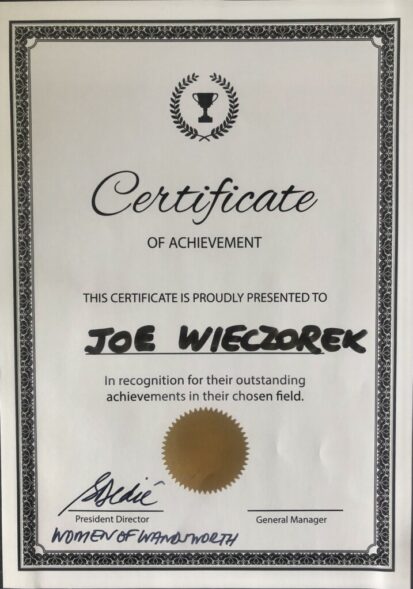 Certificate
OF ACHIEVEMENT
THIS CERTIFICATE IS PROUDLY PRESENTED TO
JOE WIECZOREK
In recognition for their outstanding
achievements in their chosen field.
President Director
General Manager
WOMEN OF WANDSWORTH